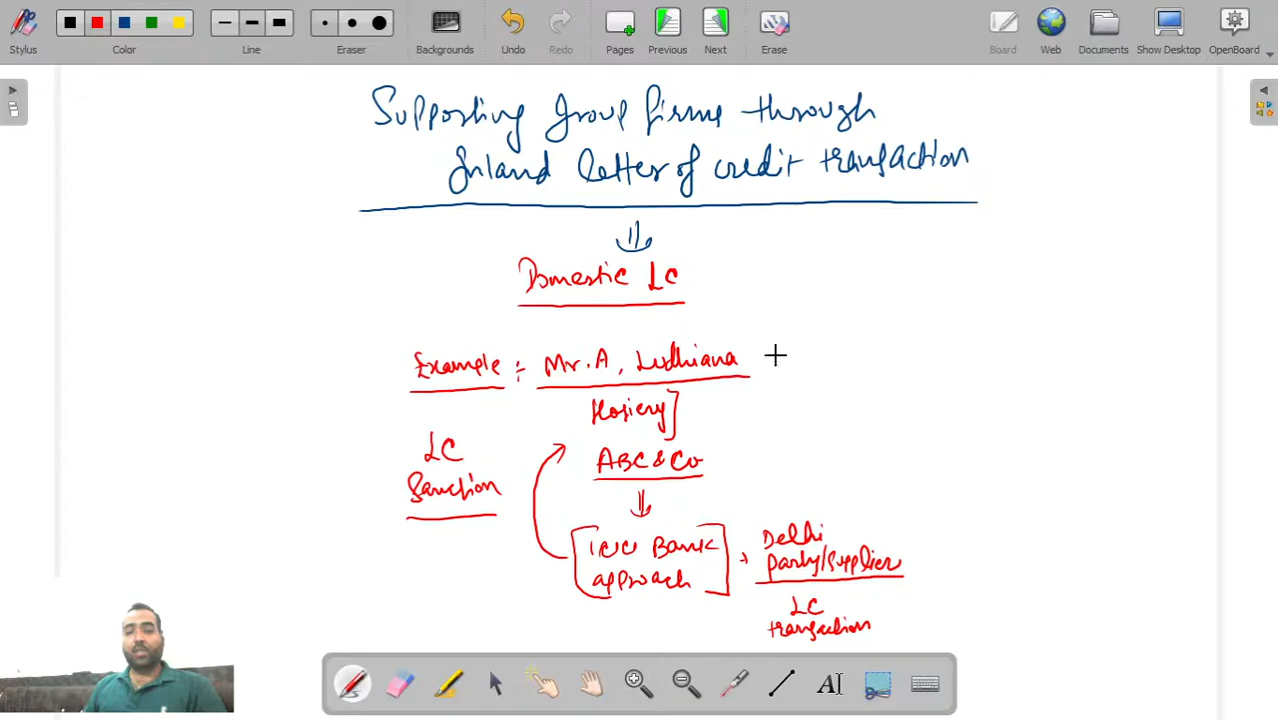 Stylus
Color
Line
Eraser
Backgrounds
Undo
Redo
Pages
Previous
Next
Erase
Board
Web
Documents
Show Desktop
OpenBoard
Supporting group firms through
Inland letter of credit transaction
Domestic LC
Example :- Mr. A, Ludhiana
Hosiery]
ABC & Co
LC
Sanction
[ICICI Bank
approach]
Delhi
party/supplier
LC
transaction